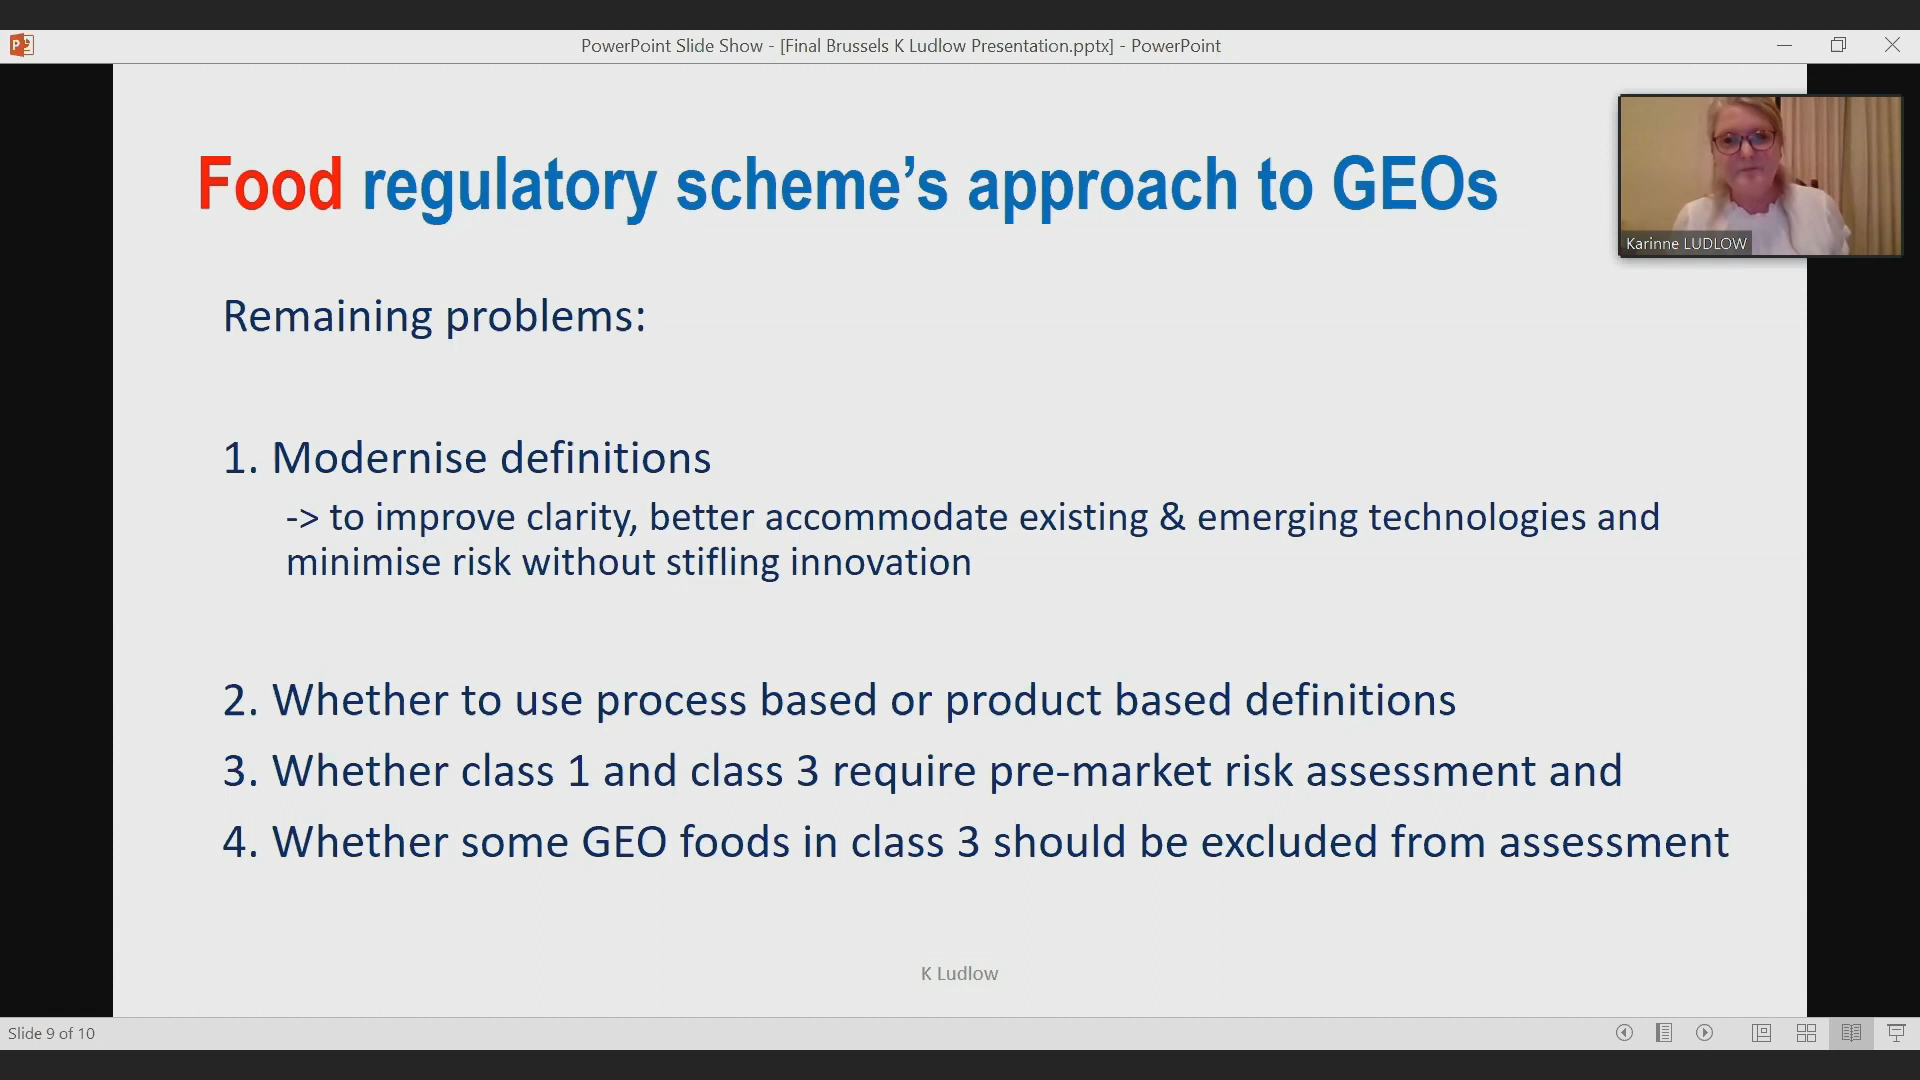 PowerPoint Slide Show - [Final Brussels K Ludlow Presentation.pptx] - PowerPoint
Food regulatory scheme's approach to GEOs
Karinne LUDLOW
Remaining problems:
1. Modernise definitions
-> to improve clarity, better accommodate existing & emerging technologies and
minimise risk without stifling innovation
2. Whether to use process based or product based definitions
3. Whether class 1 and class 3 require pre-market risk assessment and
4. Whether some GEO foods in class 3 should be excluded from assessment
K Ludlow
Slide 9 of 10